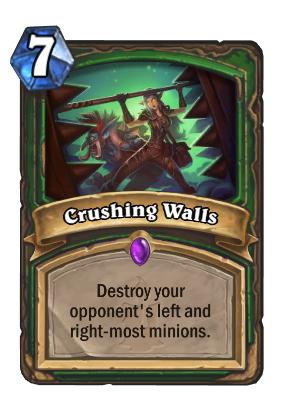 7
Crushing Walls
Destroy your
opponent's left and
right-most minions.